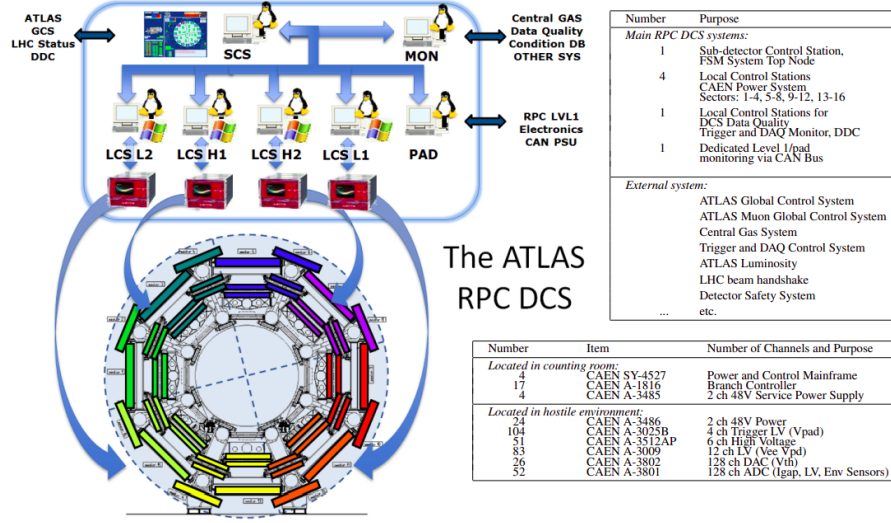 ATLAS
GCS
LHC Status
DDC
SCS
MON
Central GAS
Data Quality
Condition DB
OTHER SYS
LCS L2
LCS H1
LCS H2
LCS L1
PAD
RPC LVL1
Electronics
CAN PSU
The ATLAS
RPC DCS
Number Purpose
Main RPC DCS systems:
1 Sub-detector Control Station,
FSM System Top Node
4 Local Control Stations
CAEN Power System
Sectors: 1-4, 5-8, 9-12, 13-16
1 Local Control Stations for
DCS Data Quality
Trigger and DAQ Monitor, DDC
1 Dedicated Level 1/pad
monitoring via CAN Bus
External system:
ATLAS Global Control System
ATLAS Muon Global Control System
Central Gas System
Trigger and DAQ Control System
ATLAS Luminosity
LHC beam handshake
Detector Safety System
... etc.
Number Item Number of Channels and Purpose
Located in counting room:
4 CAEN SY-4527 Power and Control Mainframe
17 CAEN A-1816 Branch Controller
4 CAEN A-3485 2 ch 48V Service Power Supply
Located in hostile environment:
24 CAEN A-3486 2 ch 48V Power
104 CAEN A-3025B 4 ch Trigger LV (Vpad)
51 CAEN A-3512AP 6 ch High Voltage
83 CAEN A-3009 12 ch LV (Vee Vpd)
26 CAEN A-3802 128 ch DAC (Vth)
52 CAEN A-3801 128 ch ADC (Igap, LV, Env Sensors)